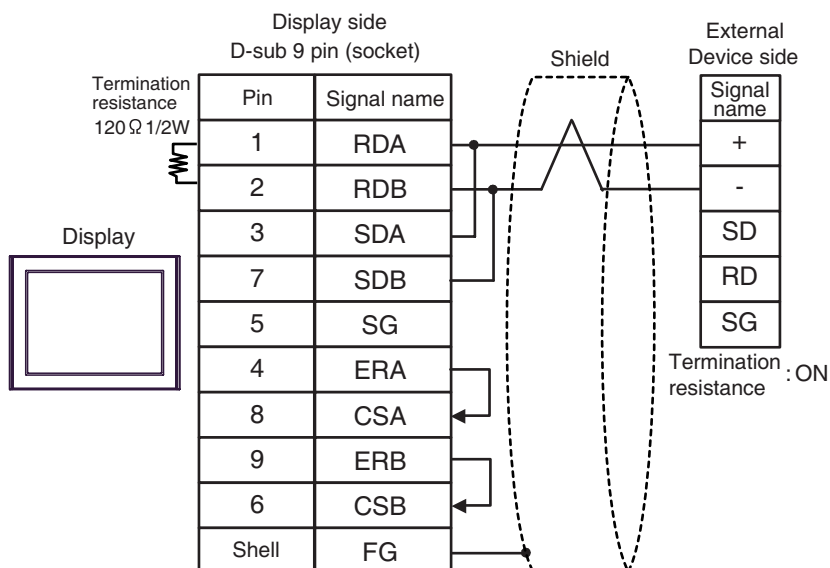 Display side
D-sub 9 pin (socket)
Shield
External
Device side
Termination
resistance
120Ω 1/2W
Pin Signal name
Signal
name
1 RDA +
2 RDB -
3 SDA SD
7 SDB RD
5 SG SG
4 ERA
8 CSA
9 ERB
6 CSB
Shell FG
Display
Termination
resistance : ON